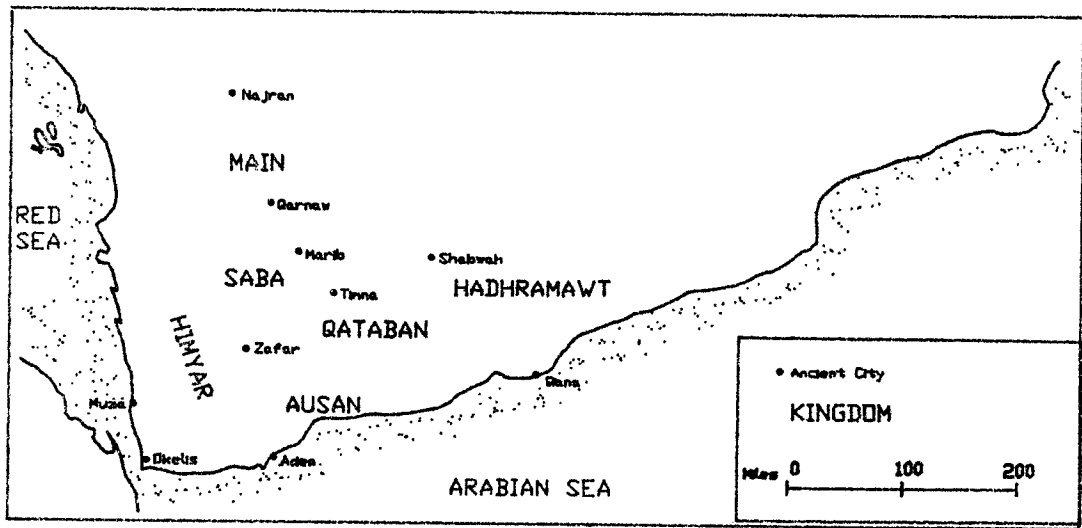 Najran
MAIN
Qarnaw
RED
SEA
Marib
Shabwah
SABA
HADHRAMAWT
Timna
QATABAN
HIMYAR
Zafar
Qana
Muza
AUSAN
Okelis
Aden
ARABIAN SEA
Ancient City
KINGDOM
Miles 0 100 200